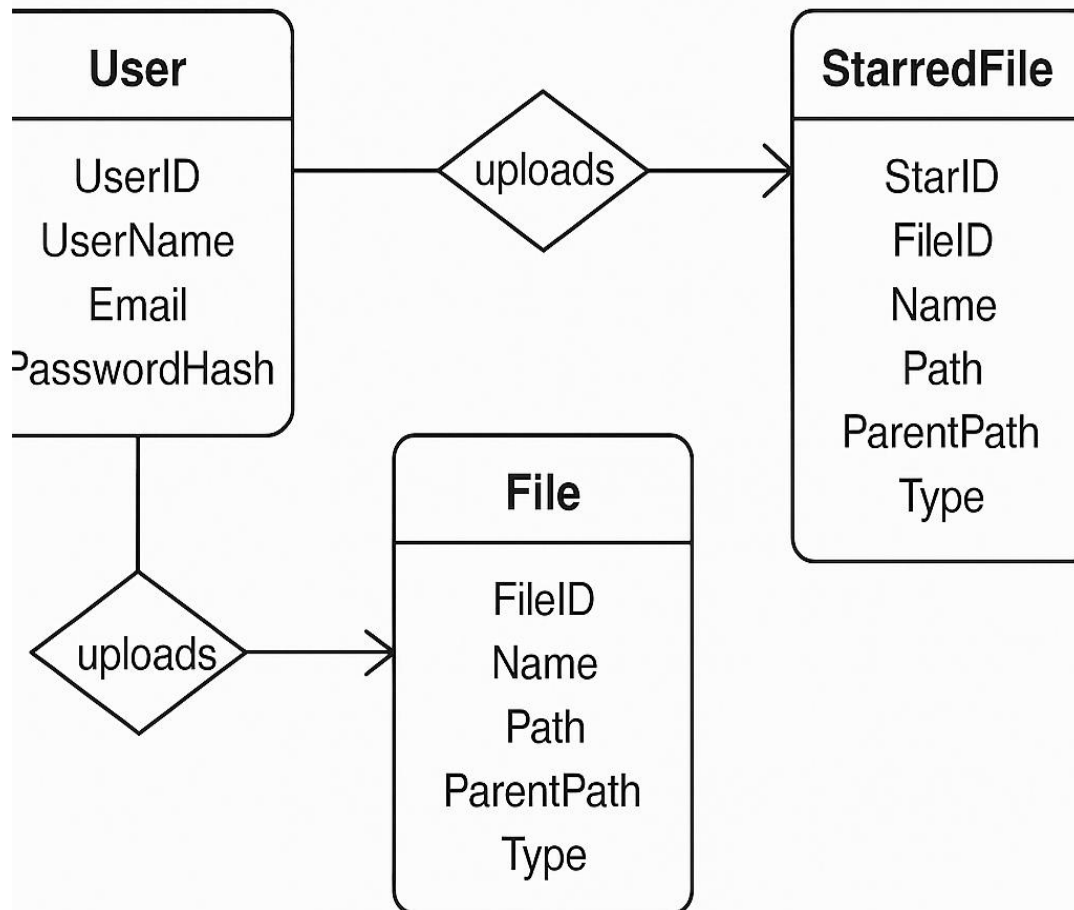 User
UserID
UserName
Email
PasswordHash
uploads
StarredFile
StarID
FileID
Name
Path
ParentPath
Type
uploads
File
FileID
Name
Path
ParentPath
Type